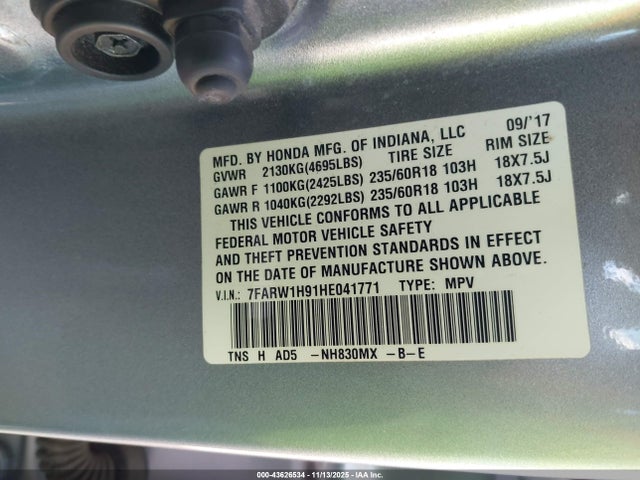 MFD. BY HONDA MFG. OF INDIANA, LLC 09/'17
GVWR 2130KG(4695LBS) TIRE SIZE RIM SIZE
GAWR F 1100KG(2425LBS) 235/60R18 103H 18X7.5J
GAWR R 1040KG(2292LBS) 235/60R18 103H 18X7.5J
THIS VEHICLE CONFORMS TO ALL APPLICABLE
FEDERAL MOTOR VEHICLE SAFETY
AND THEFT PREVENTION STANDARDS IN EFFECT
ON THE DATE OF MANUFACTURE SHOWN ABOVE.
V.I.N.: 7FARW1H91HE041771 TYPE: MPV
TNS H AD5 -NH830MX -B-E
00-43626534 - 11/13/2025 - © IAA Inc.